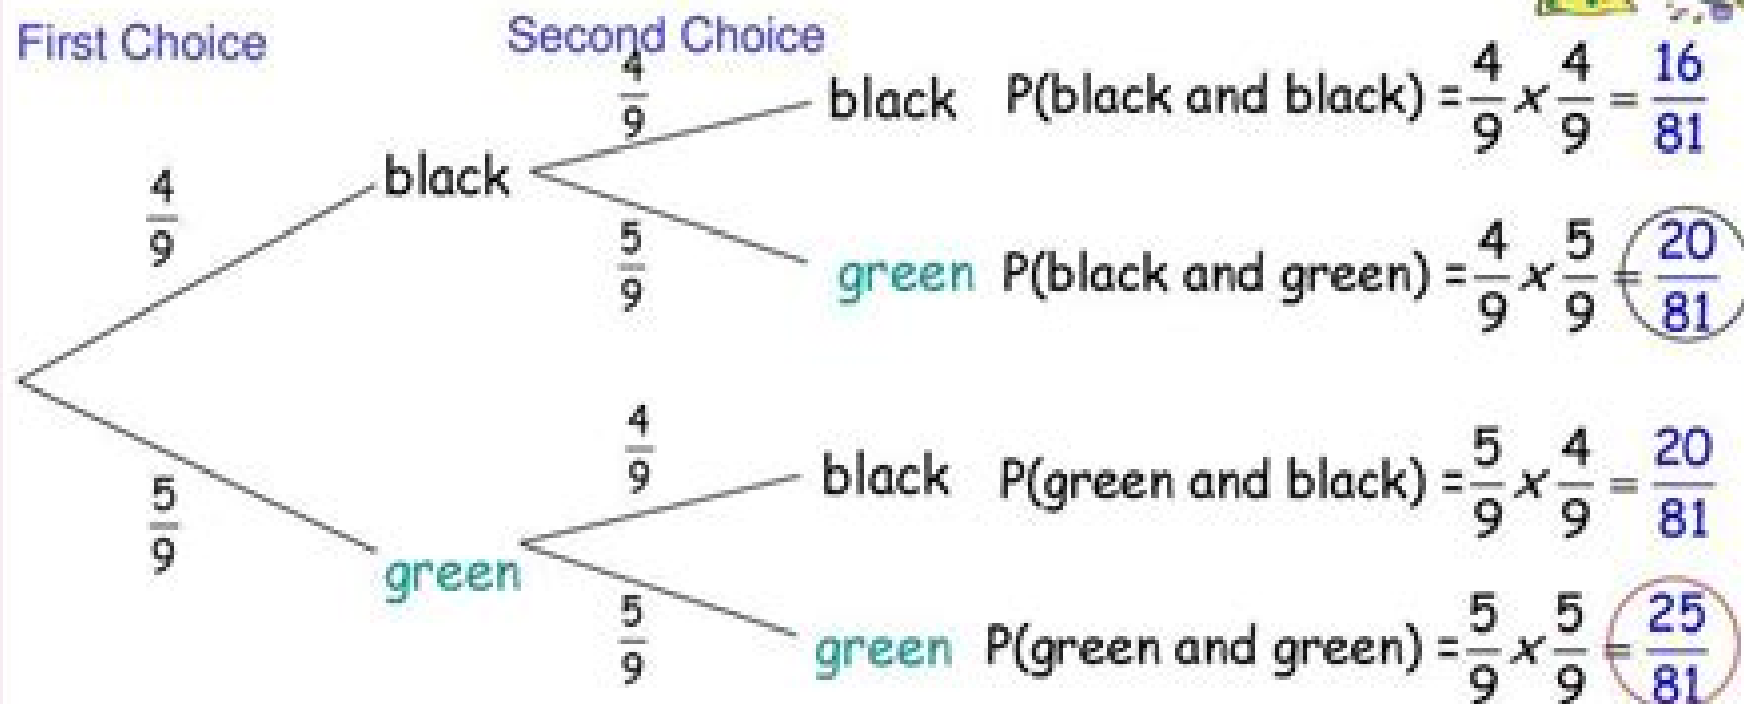 First Choice
Second Choice
4/9
black P(black and black) = 4/9 x 4/9 = 16/81
4/9
black
5/9
green P(black and green) = 4/9 x 5/9 = 20/81
4/9
black P(green and black) = 5/9 x 4/9 = 20/81
5/9
green
5/9
green P(green and green) = 5/9 x 5/9 = 25/81